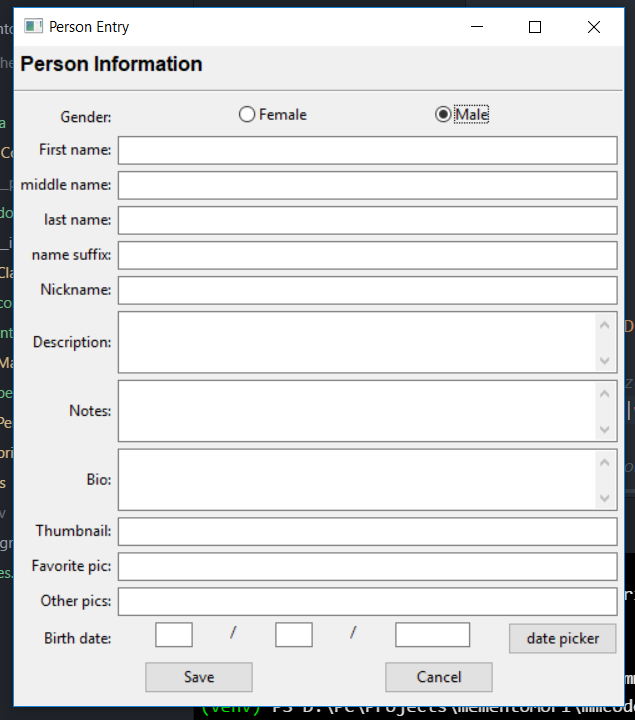 Person Entry
Person Information
Gender: Female Male
First name:
middle name:
last name:
name suffix:
Nickname:
Description:
Notes:
Bio:
Thumbnail:
Favorite pic:
Other pics:
Birth date: / / date picker
Save Cancel